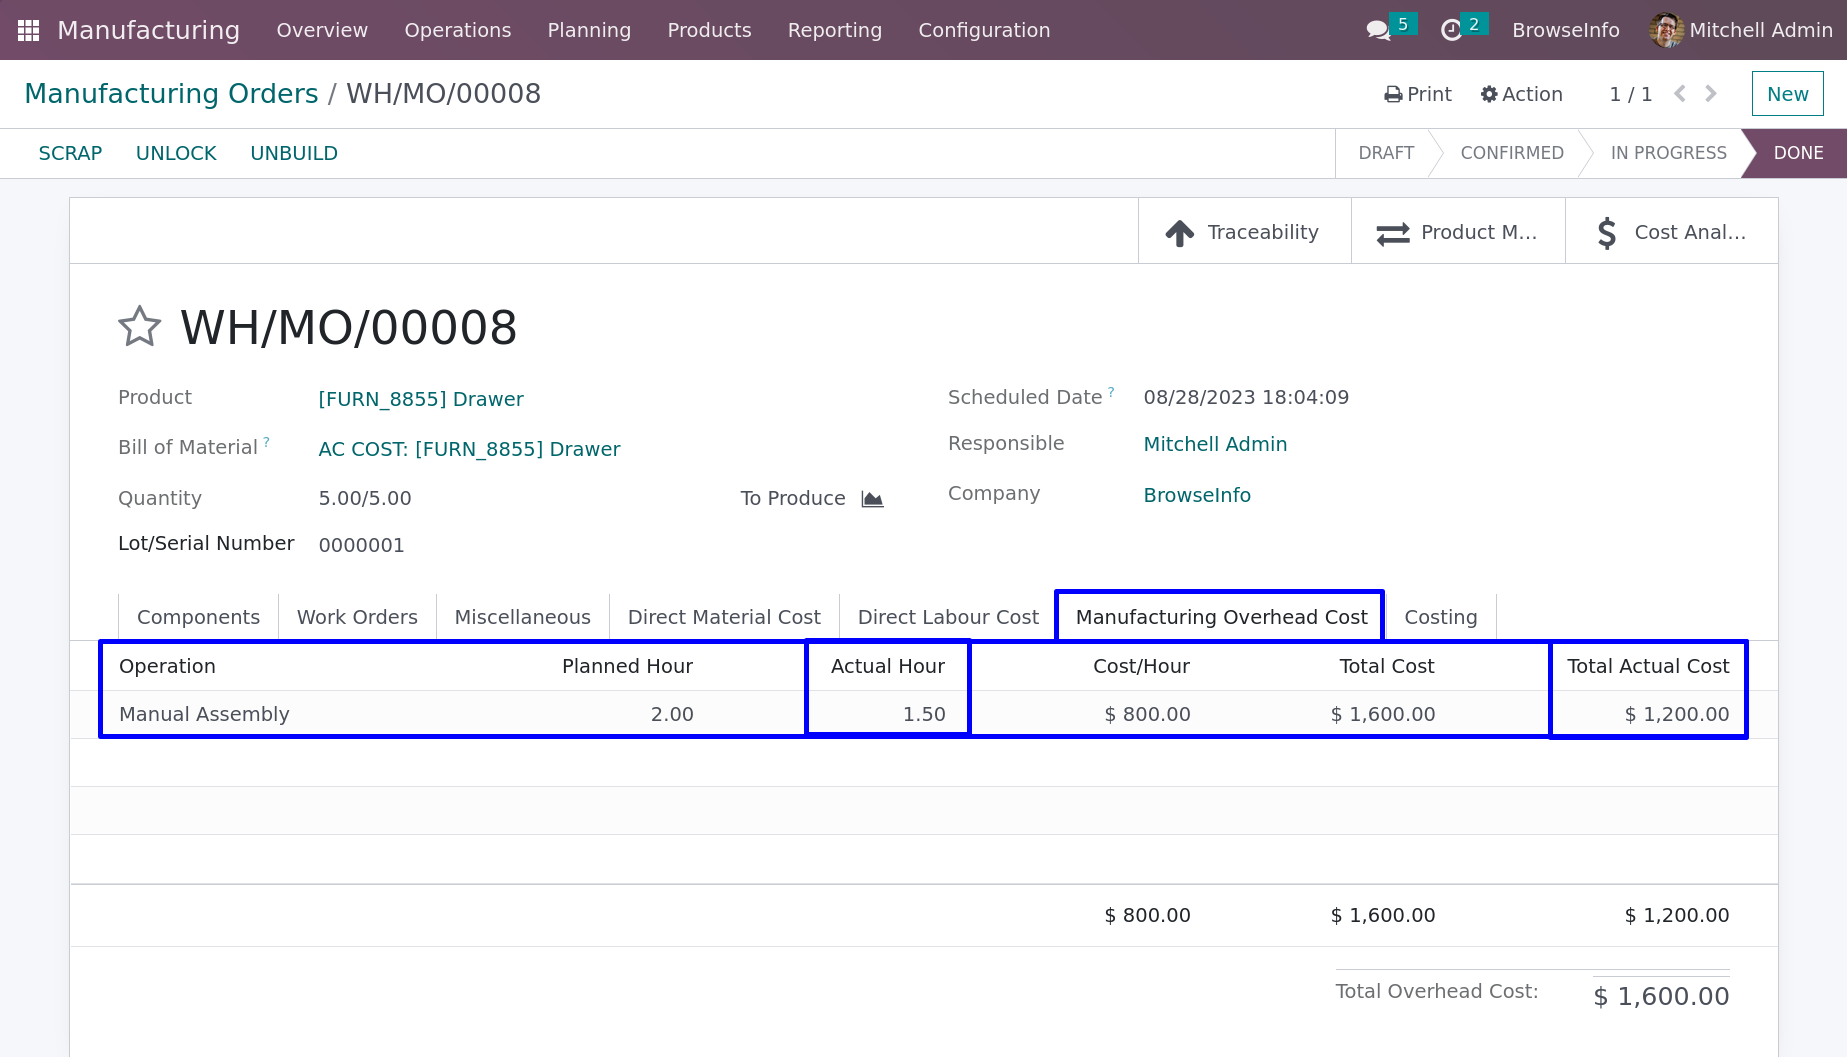 Manufacturing Overview Operations Planning Products Reporting Configuration 5 2 BrowseInfo Mitchell Admin
Manufacturing Orders / WH/MO/00008 Print Action 1 / 1 New
SCRAP UNLOCK UNBUILD DRAFT CONFIRMED IN PROGRESS DONE
Traceability Product M... $ Cost Anal...
WH/MO/00008
Product [FURN_8855] Drawer Scheduled Date ? 08/28/2023 18:04:09
Bill of Material ? AC COST: [FURN_8855] Drawer Responsible Mitchell Admin
Quantity 5.00/5.00 To Produce Company BrowseInfo
Lot/Serial Number 0000001
Components Work Orders Miscellaneous Direct Material Cost Direct Labour Cost Manufacturing Overhead Cost Costing
Operation Planned Hour Actual Hour Cost/Hour Total Cost Total Actual Cost
Manual Assembly 2.00 1.50 $ 800.00 $ 1,600.00 $ 1,200.00
$ 800.00 $ 1,600.00 $ 1,200.00
Total Overhead Cost: $ 1,600.00